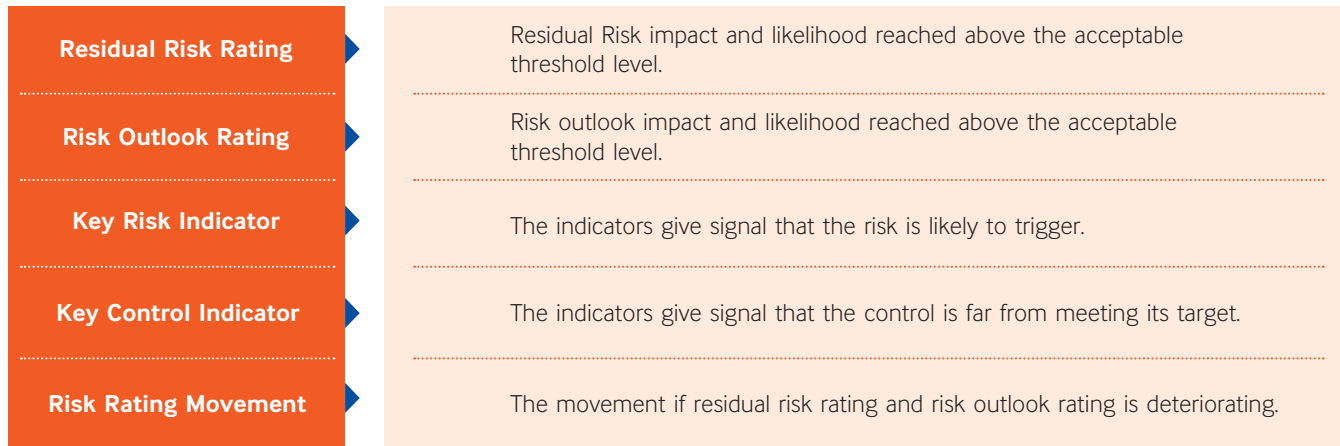 Residual Risk Rating
Residual Risk impact and likelihood reached above the acceptable
threshold level.
Risk Outlook Rating
Risk outlook impact and likelihood reached above the acceptable
threshold level.
Key Risk Indicator
The indicators give signal that the risk is likely to trigger.
Key Control Indicator
The indicators give signal that the control is far from meeting its target.
Risk Rating Movement
The movement if residual risk rating and risk outlook rating is deteriorating.